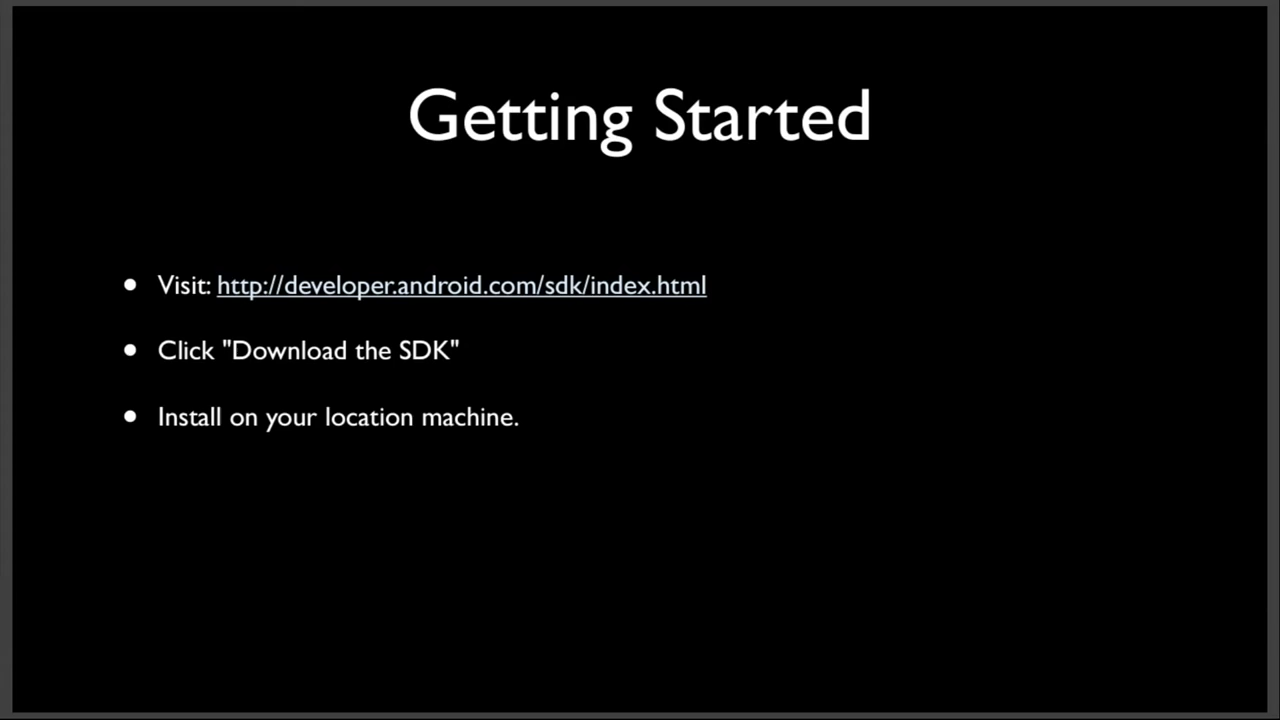 Getting Started
• Visit: http://developer.android.com/sdk/index.html
• Click "Download the SDK"
• Install on your location machine.